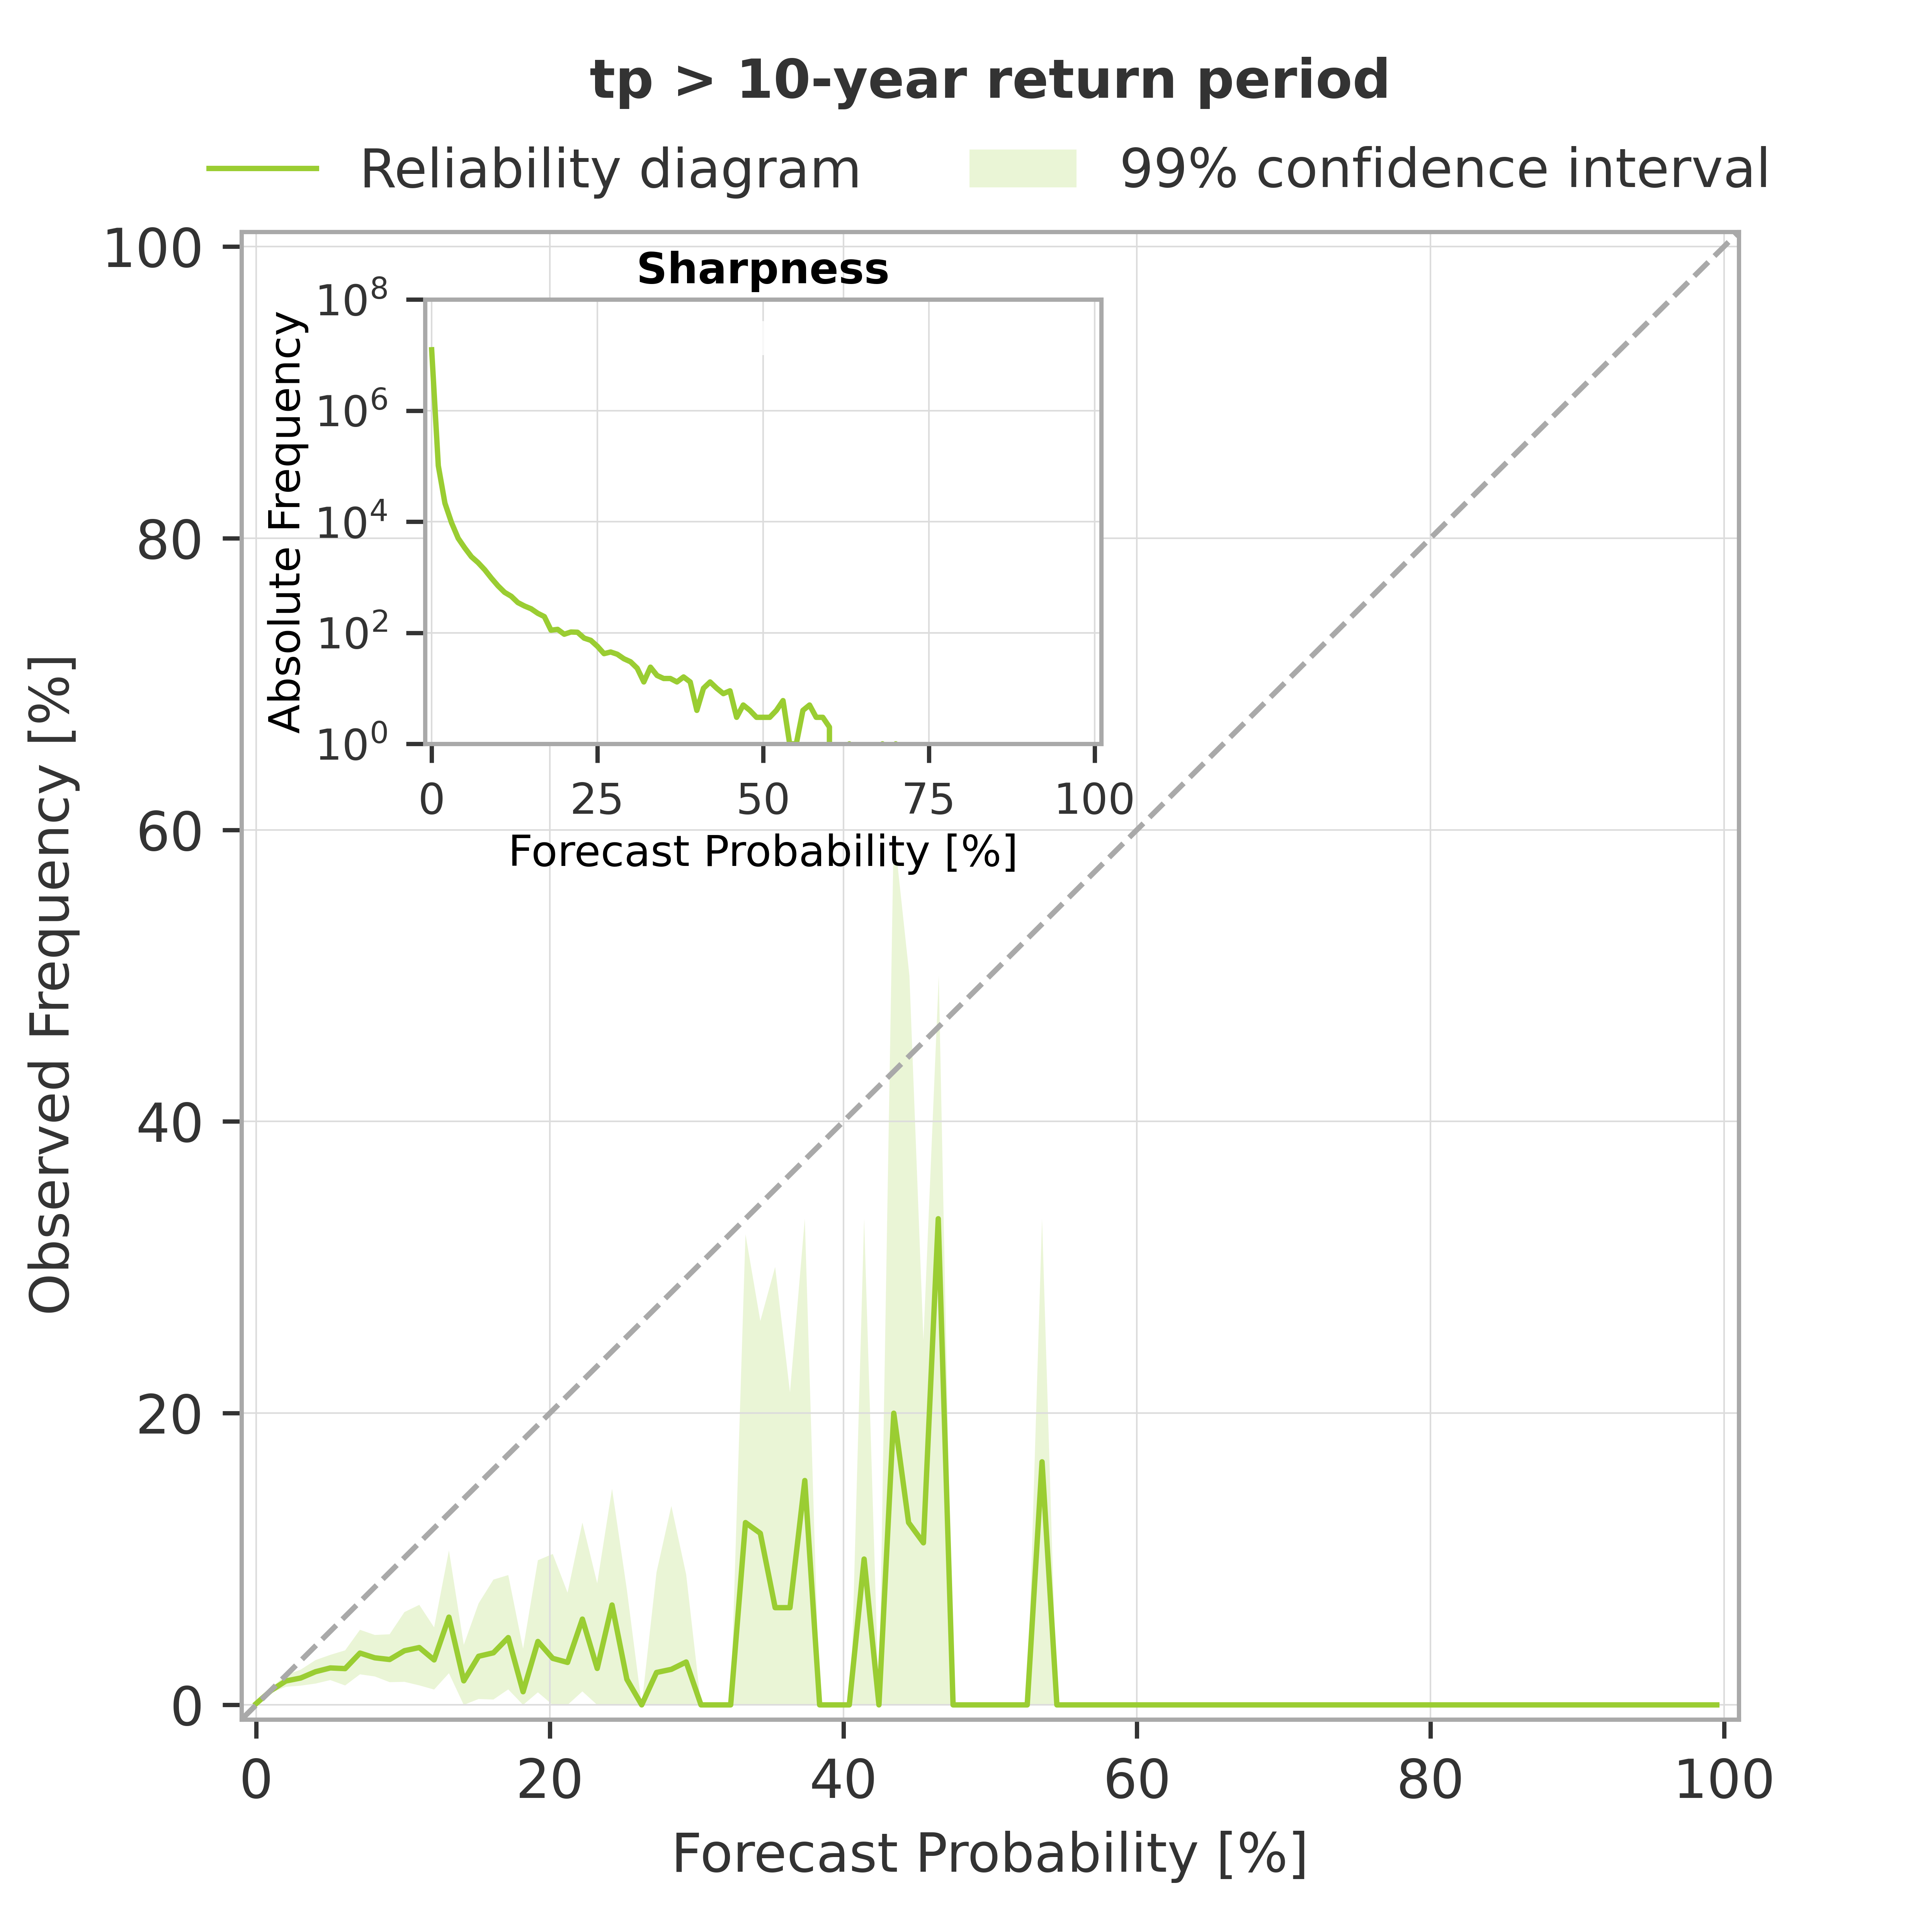 tp > 10-year return period
Reliability diagram
99% confidence interval
Sharpness
Absolute Frequency
10^8
10^6
10^4
10^2
10^0
0 25 50 75 100
Forecast Probability [%]
Observed Frequency [%]
100
80
60
40
20
0
0 20 40 60 80 100
Forecast Probability [%]